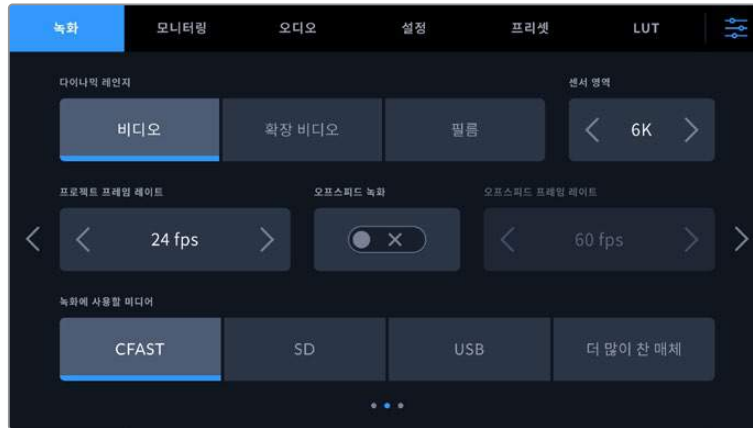 녹화 모니터링 오디오 설정 프리셋 LUT
다이나믹 레인지 센서 영역
비디오 확장 비디오 필름 6K
프로젝트 프레임 레이트 오프스피드 녹화 오프스피드 프레임 레이트
24 fps 60 fps
녹화에 사용할 미디어
CFAST SD USB 더 많이 찬 매체